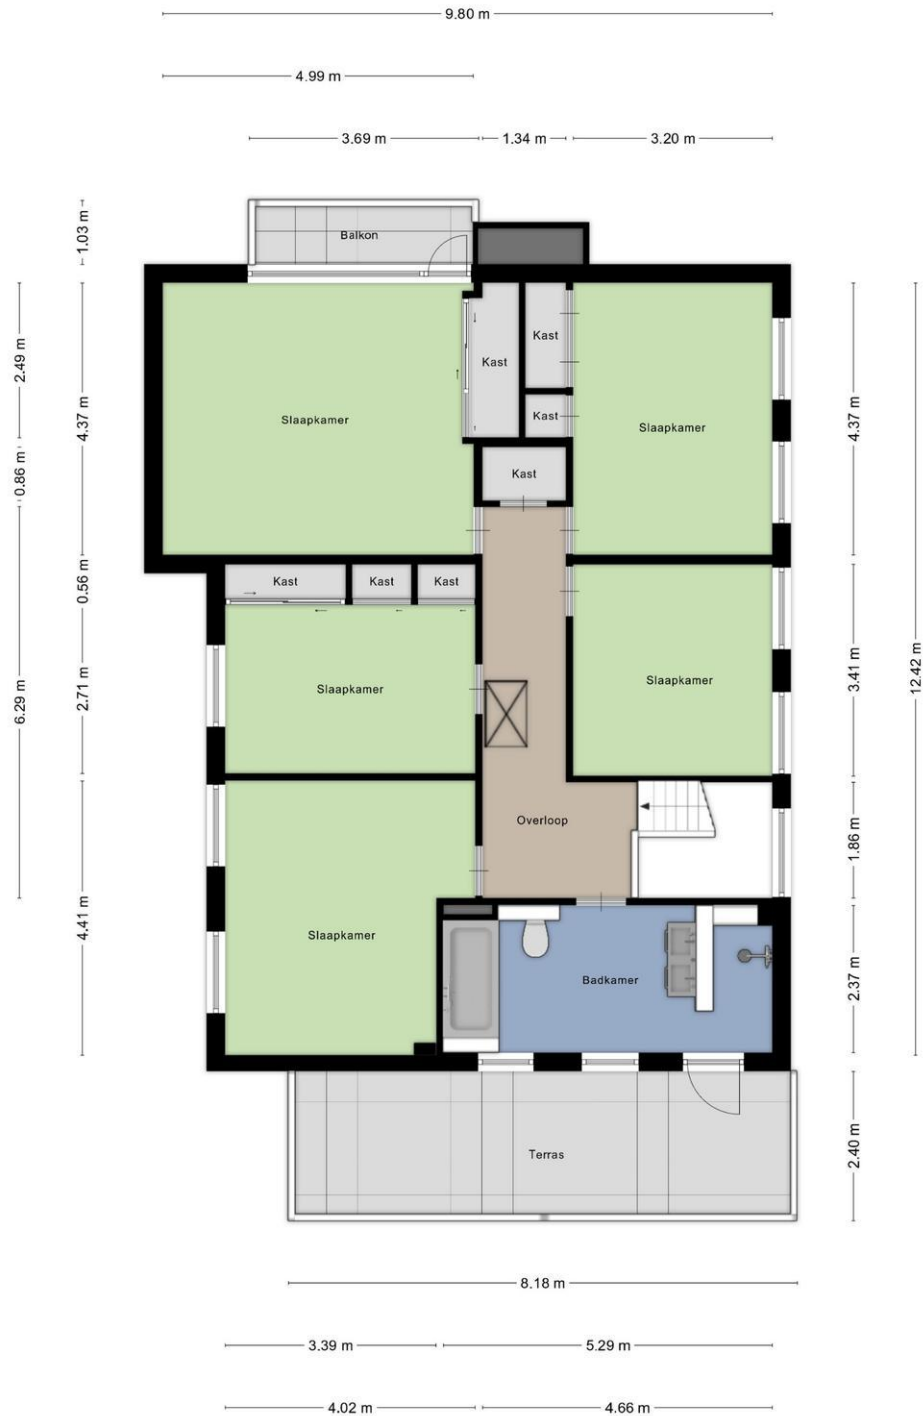 9.80 m
4.99 m
3.69 m
1.34 m
3.20 m
1.03 m
Balkon
2.49 m
4.37 m
Kast
Kast
4.37 m
Slaapkamer
Kast
Slaapkamer
0.86 m
Kast
0.56 m
Kast
Kast
Kast
12.42 m
6.29 m
2.71 m
Slaapkamer
Slaapkamer
3.41 m
Overloop
1.86 m
4.41 m
Slaapkamer
Badkamer
2.37 m
Terras
2.40 m
8.18 m
3.39 m
5.29 m
4.02 m
4.66 m